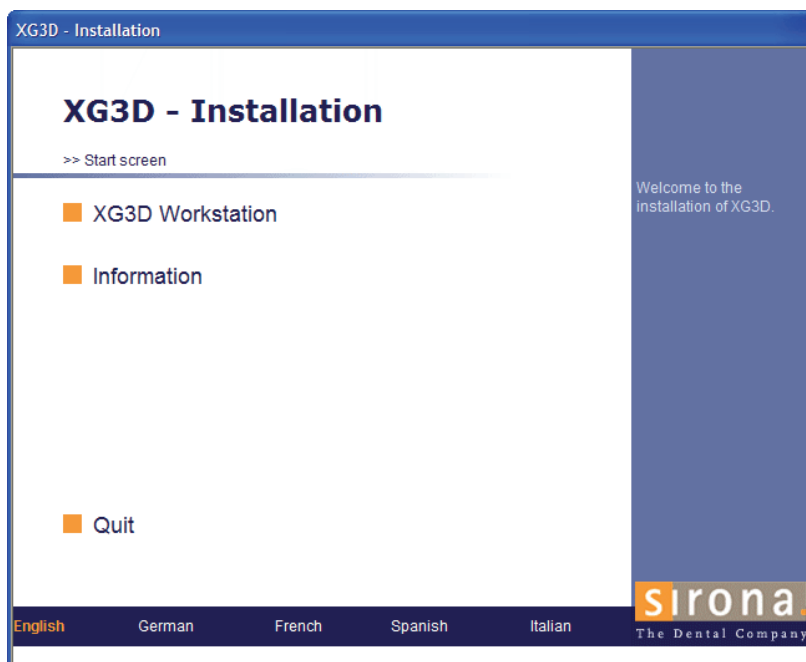 XG3D - Installation
XG3D - Installation
>> Start screen
XG3D Workstation
Information
Quit
Welcome to the
installation of XG3D.
English German French Spanish Italian
sirona.
The Dental Company